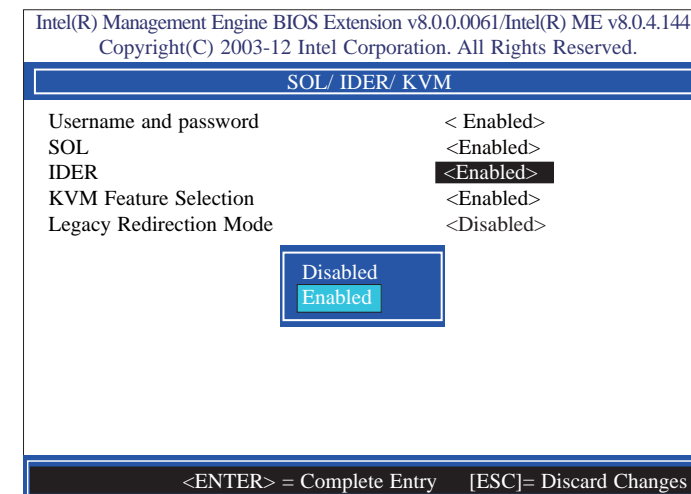 Intel(R) Management Engine BIOS Extension v8.0.0.0061/Intel(R) ME v8.0.4.144
Copyright(C) 2003-12 Intel Corporation. All Rights Reserved.
SOL/ IDER/ KVM
Username and password < Enabled>
SOL <Enabled>
IDER <Enabled>
KVM Feature Selection <Enabled>
Legacy Redirection Mode <Disabled>
Disabled
Enabled
<ENTER> = Complete Entry [ESC]= Discard Changes